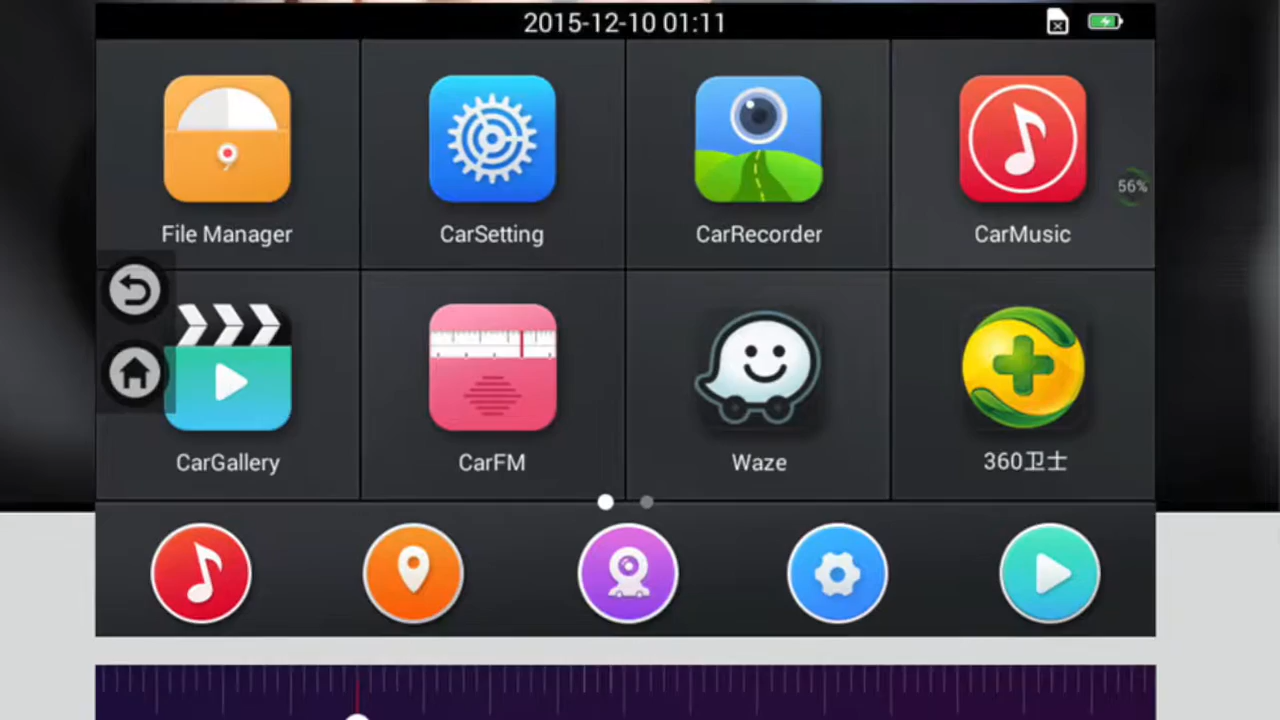 2015-12-10 01:11
File Manager
CarSetting
CarRecorder
CarMusic
56%
CarGallery
CarFM
Waze
360卫士